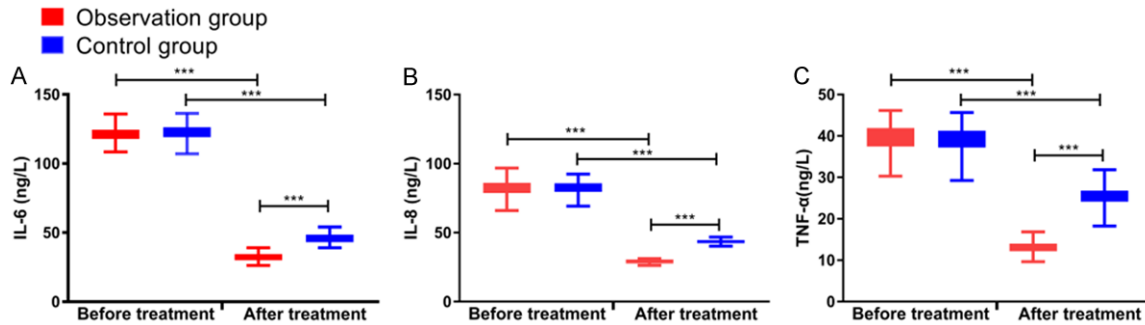 Observation group
Control group
A
IL-6 (ng/L)
150
100
50
0
***
***
***
Before treatment
After treatment
B
IL-8 (ng/L)
150
100
50
0
***
***
***
Before treatment
After treatment
C
TNF-α(ng/L)
50
40
30
20
10
0
***
***
***
Before treatment
After treatment